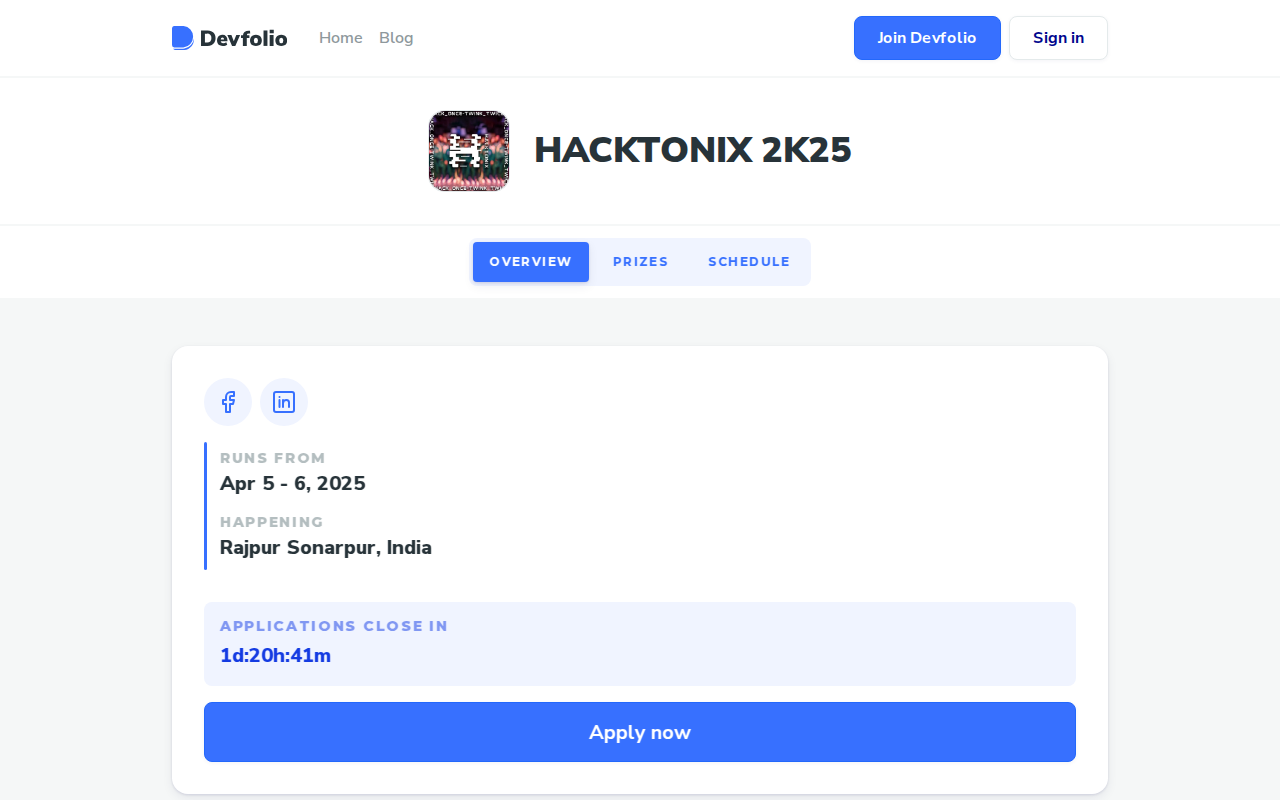 Devfolio
Home
Blog
Join Devfolio
Sign in
HACKTONIX 2K25
OVERVIEW
PRIZES
SCHEDULE
RUNS FROM
Apr 5 - 6, 2025
HAPPENING
Rajpur Sonarpur, India
APPLICATIONS CLOSE IN
1d:20h:41m
Apply now